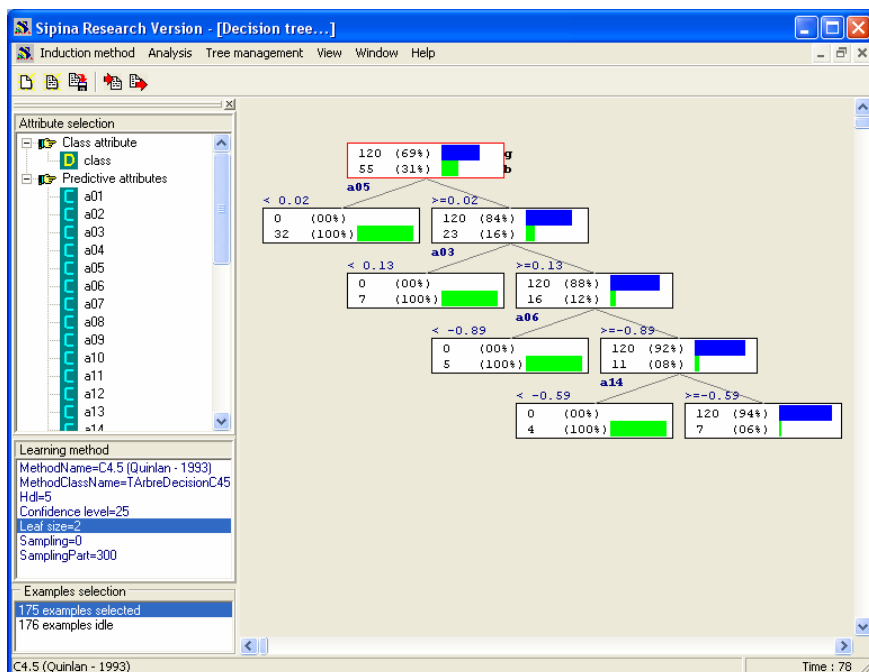 Sipina Research Version - [Decision tree...]
Induction method Analysis Tree management View Window Help
Attribute selection
Class attribute
D class
Predictive attributes
C a01
C a02
C a03
C a04
C a05
C a06
C a07
C a08
C a09
C a10
C a11
C a12
C a13
C a14
Learning method
MethodName=C4.5 (Quinlan - 1993)
MethodClassName=TArbreDecisionC45
Hdl=5
Confidence level=25
Leaf size=2
Sampling=0
SamplingPart=300
Examples selection
175 examples selected
176 examples idle
120 (69%) g
55 (31%) b
a05
< 0.02 >=0.02
0 (00%) 120 (84%)
32 (100%) 23 (16%)
a03
< 0.13 >=0.13
0 (00%) 120 (88%)
7 (100%) 16 (12%)
a06
< -0.89 >=-0.89
0 (00%) 120 (92%)
5 (100%) 11 (08%)
a14
< -0.59 >=-0.59
0 (00%) 120 (94%)
4 (100%) 7 (06%)
C4.5 (Quinlan - 1993) Time : 78